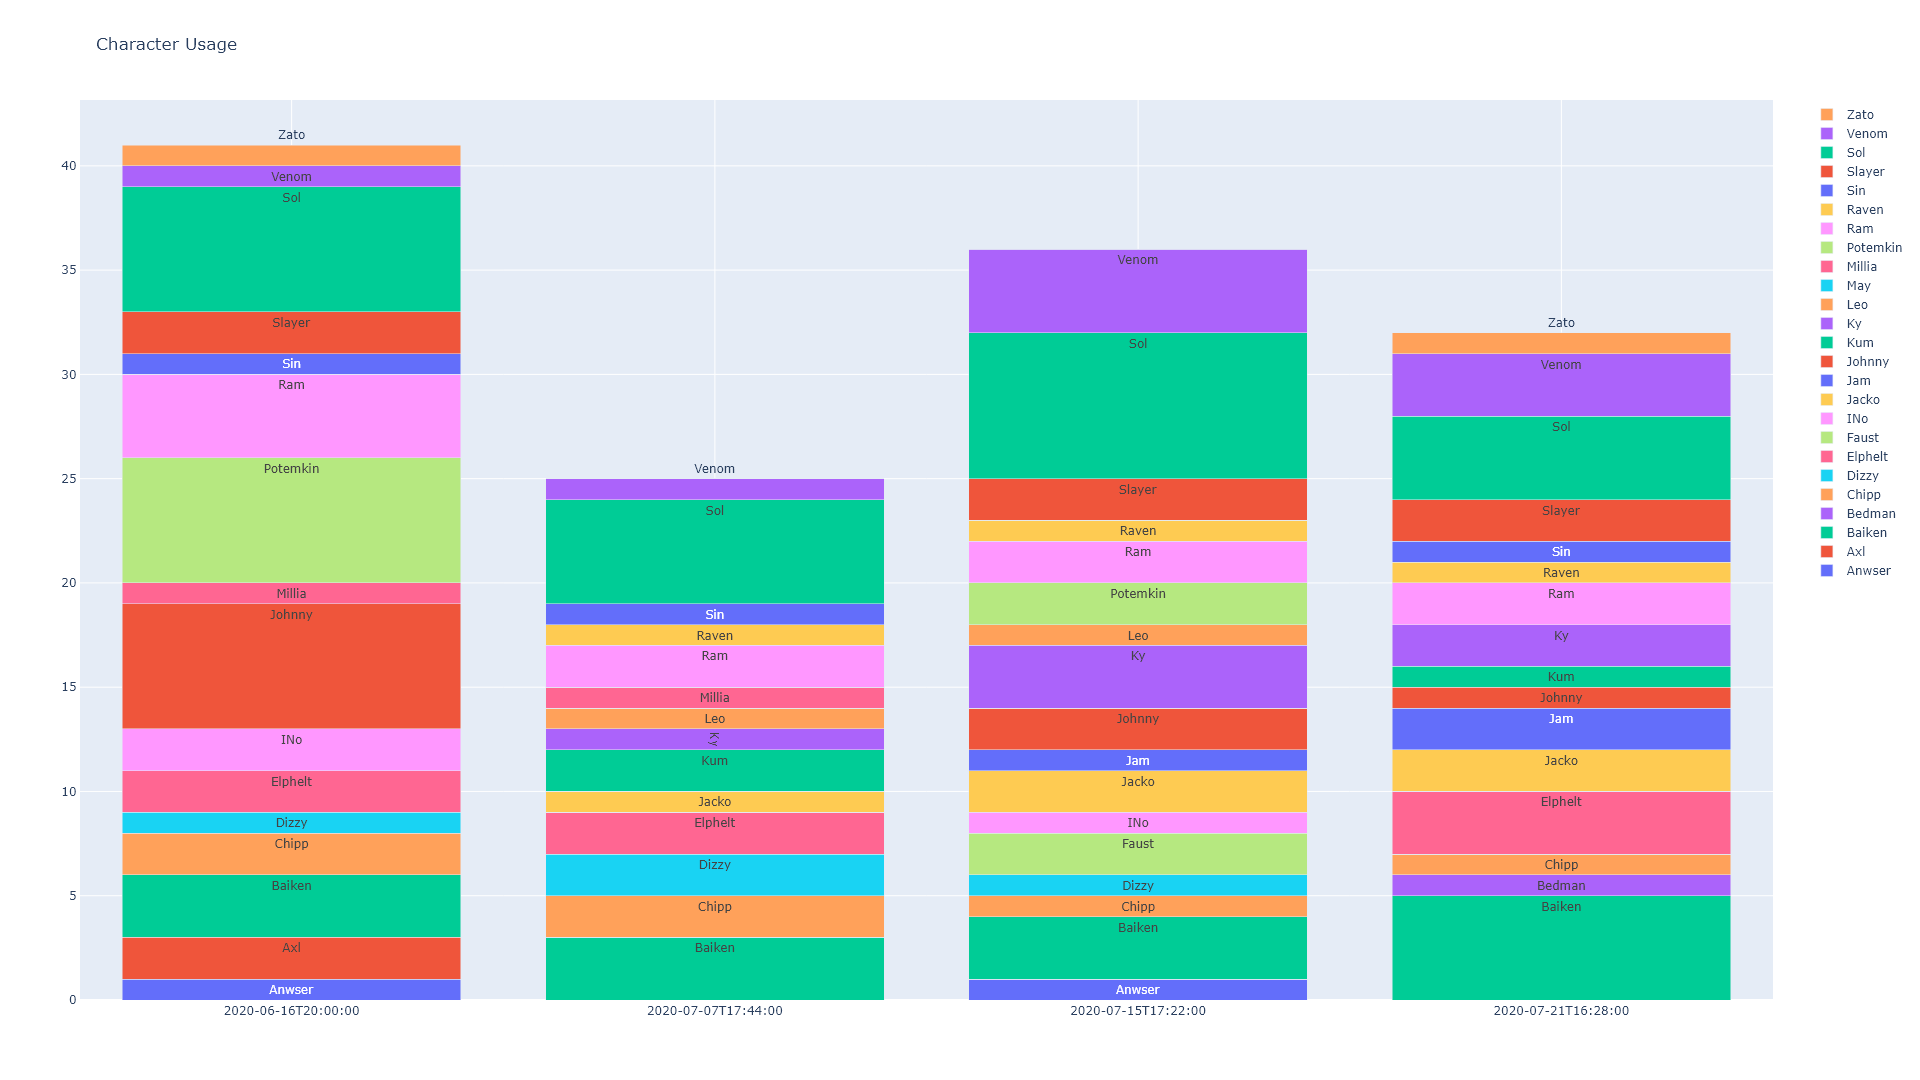 Character Usage
40
35
30
25
20
15
10
5
0
Zato
Venom
Sol
Slayer
Sin
Ram
Potemkin
Millia
Johnny
INo
Elphelt
Dizzy
Chipp
Baiken
Axl
Anwser
2020-06-16T20:00:00
Venom
Sol
Sin
Raven
Ram
Millia
Leo
Ky
Kum
Jacko
Elphelt
Dizzy
Chipp
Baiken
2020-07-07T17:44:00
Venom
Sol
Slayer
Raven
Ram
Potemkin
Leo
Ky
Johnny
Jam
Jacko
INo
Faust
Dizzy
Chipp
Baiken
Anwser
2020-07-15T17:22:00
Zato
Venom
Sol
Slayer
Sin
Raven
Ram
Ky
Kum
Johnny
Jam
Jacko
Elphelt
Chipp
Bedman
Baiken
2020-07-21T16:28:00
Zato
Venom
Sol
Slayer
Sin
Raven
Ram
Potemkin
Millia
May
Leo
Ky
Kum
Johnny
Jam
Jacko
INo
Faust
Elphelt
Dizzy
Chipp
Bedman
Baiken
Axl
Anwser